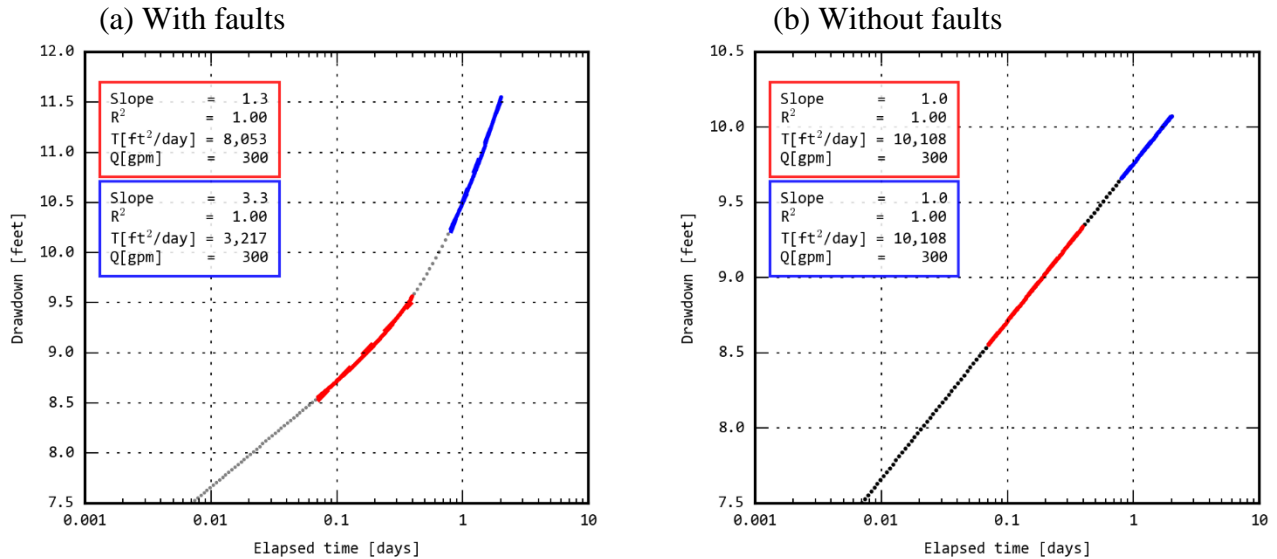 (a) With faults
12.0
11.5
11.0
10.5
10.0
9.5
9.0
8.5
8.0
7.5
Drawdown [feet]
Slope = 1.3
R² = 1.00
T[ft²/day] = 8,053
Q[gpm] = 300
Slope = 3.3
R² = 1.00
T[ft²/day] = 3,217
Q[gpm] = 300
0.001 0.01 0.1 1 10
Elapsed time [days]
(b) Without faults
10.5
10.0
9.5
9.0
8.5
8.0
7.5
Drawdown [feet]
Slope = 1.0
R² = 1.00
T[ft²/day] = 10,108
Q[gpm] = 300
Slope = 1.0
R² = 1.00
T[ft²/day] = 10,108
Q[gpm] = 300
0.001 0.01 0.1 1 10
Elapsed time [days]